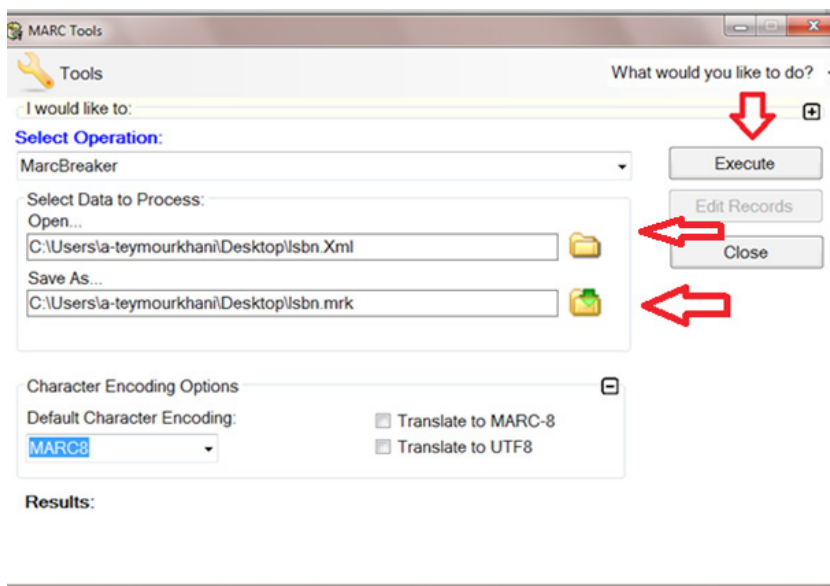 MARC Tools
Tools
What would you like to do?
I would like to:
Select Operation:
MarcBreaker
Execute
Select Data to Process:
Edit Records
Open...
C:\Users\a-teymourkhani\Desktop\Isbn.Xml
Close
Save As...
C:\Users\a-teymourkhani\Desktop\Isbn.mrk
Character Encoding Options
Default Character Encoding:
Translate to MARC-8
MARC8
Translate to UTF8
Results: